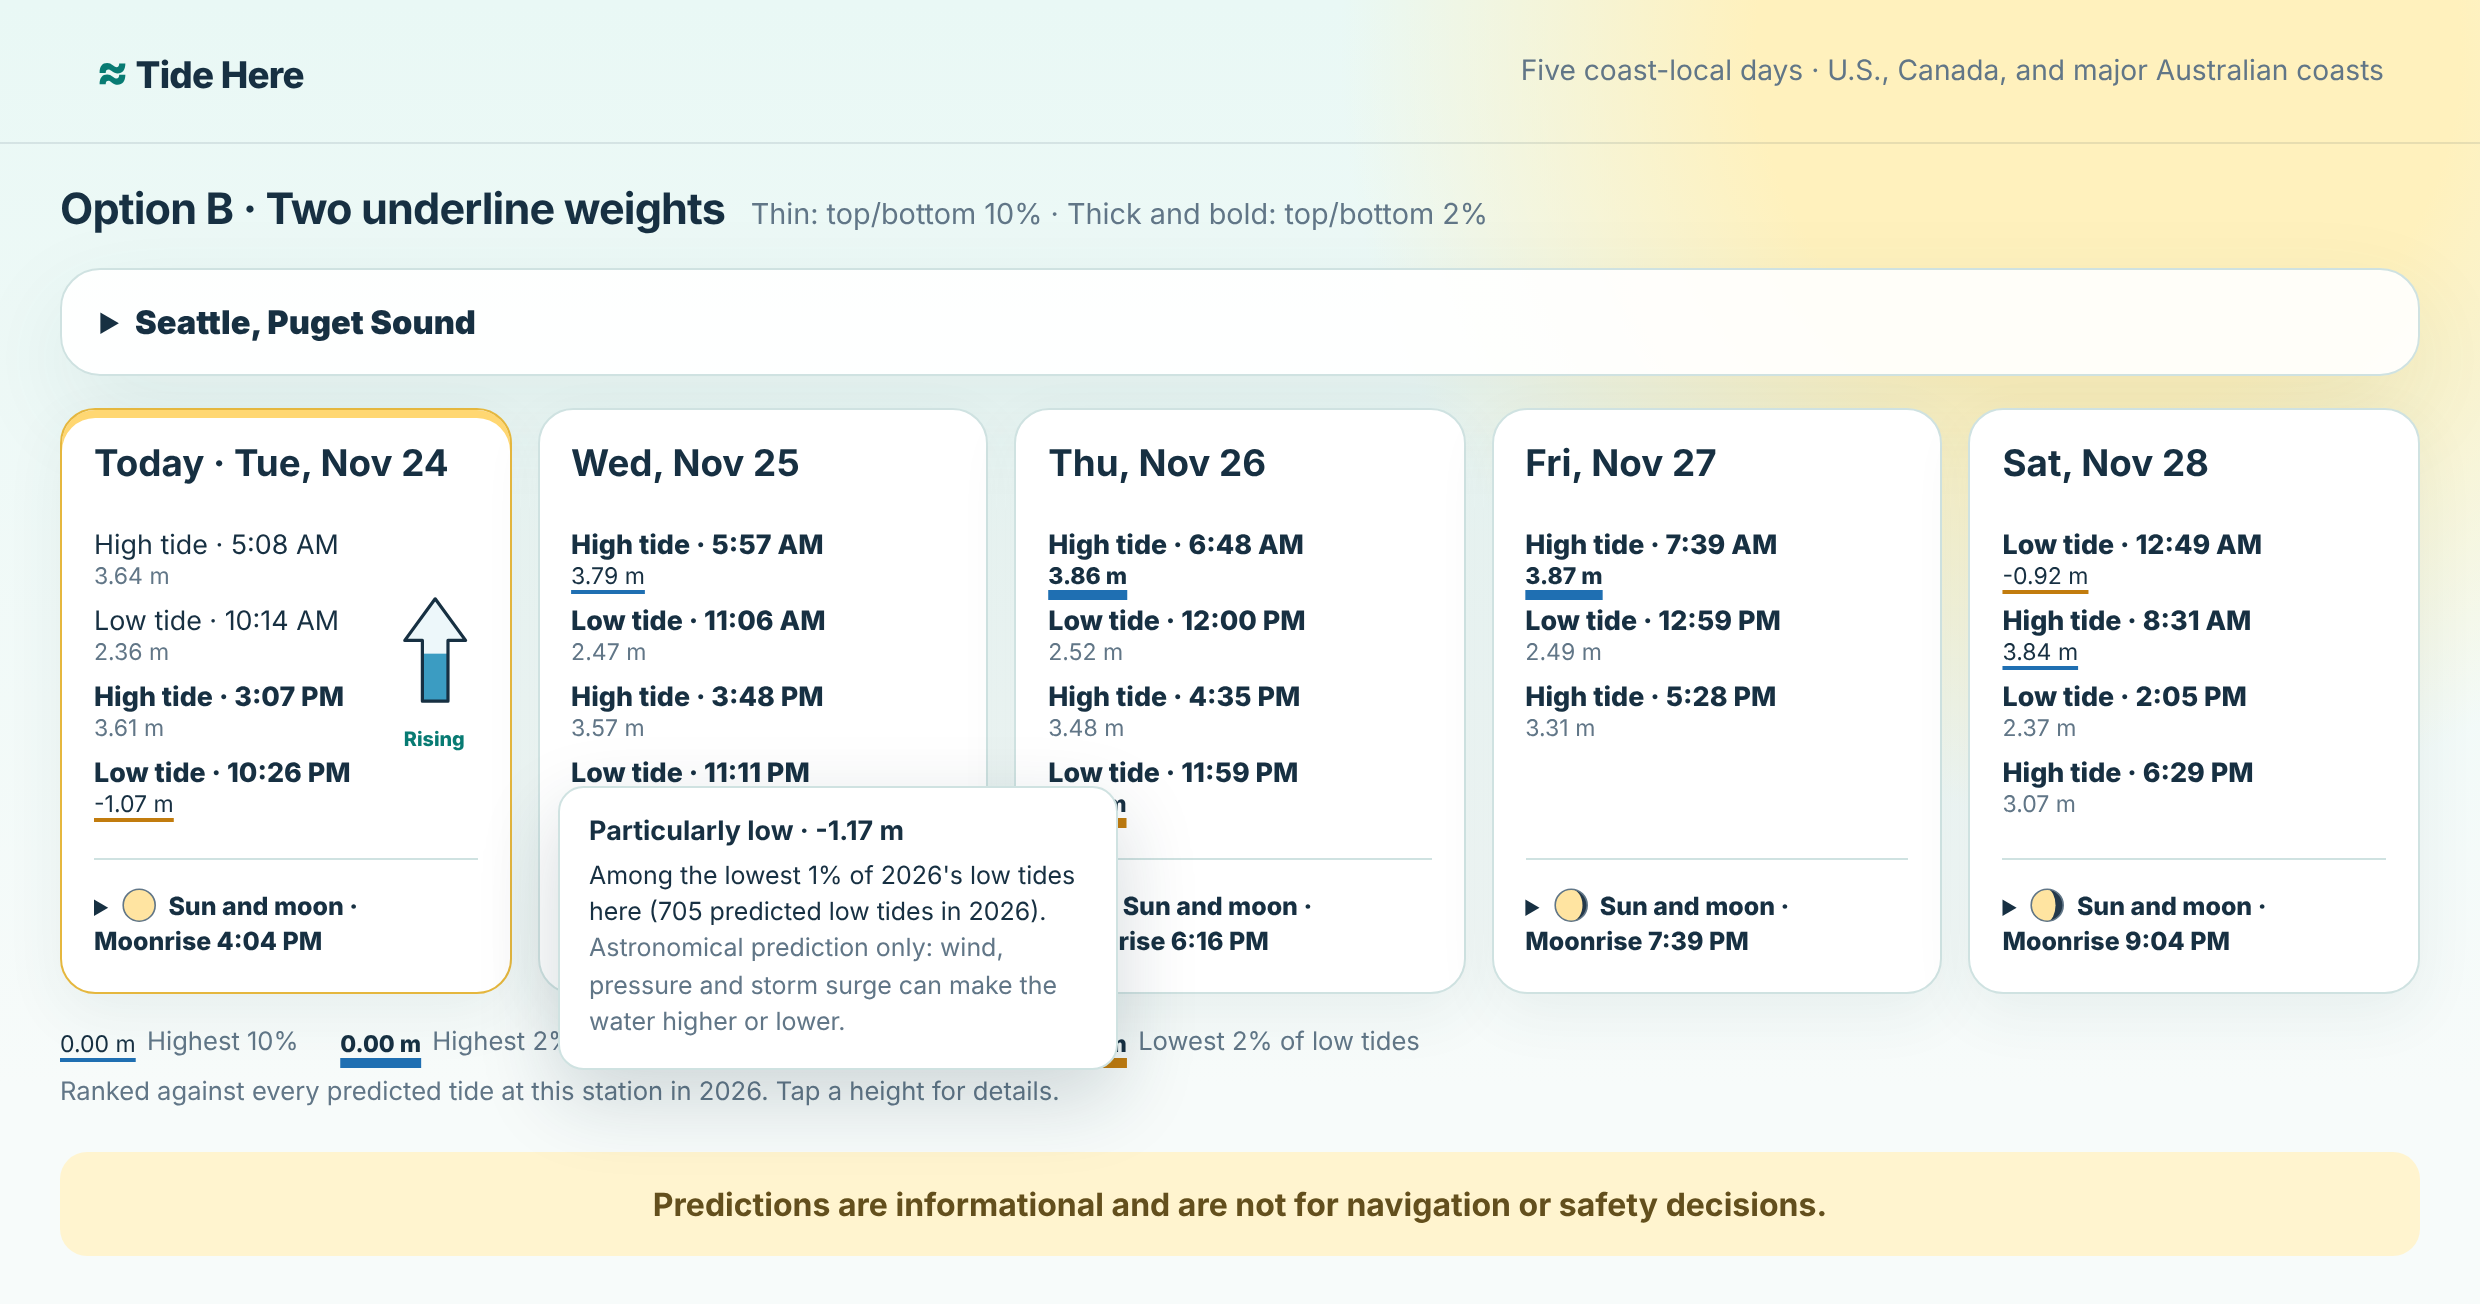 Tide Here
Five coast-local days · U.S., Canada, and major Australian coasts
Option B · Two underline weights
Thin: top/bottom 10% · Thick and bold: top/bottom 2%
Seattle, Puget Sound
Today · Tue, Nov 24
High tide · 5:08 AM
3.64 m
Low tide · 10:14 AM
2.36 m
High tide · 3:07 PM
3.61 m
Low tide · 10:26 PM
-1.07 m
Rising
Sun and moon ·
Moonrise 4:04 PM
Wed, Nov 25
High tide · 5:57 AM
3.79 m
Low tide · 11:06 AM
2.47 m
High tide · 3:48 PM
3.57 m
Low tide · 11:11 PM
Particularly low · -1.17 m
Among the lowest 1% of 2026's low tides
here (705 predicted low tides in 2026).
Astronomical prediction only: wind,
pressure and storm surge can make the
water higher or lower.
Thu, Nov 26
High tide · 6:48 AM
3.86 m
Low tide · 12:00 PM
2.52 m
High tide · 4:35 PM
3.48 m
Low tide · 11:59 PM
m
Sun and moon ·
rise 6:16 PM
Fri, Nov 27
High tide · 7:39 AM
3.87 m
Low tide · 12:59 PM
2.49 m
High tide · 5:28 PM
3.31 m
Sun and moon ·
Moonrise 7:39 PM
Sat, Nov 28
Low tide · 12:49 AM
-0.92 m
High tide · 8:31 AM
3.84 m
Low tide · 2:05 PM
2.37 m
High tide · 6:29 PM
3.07 m
Sun and moon ·
Moonrise 9:04 PM
0.00 m Highest 10%
0.00 m Highest 2%
m Lowest 2% of low tides
Ranked against every predicted tide at this station in 2026. Tap a height for details.
Predictions are informational and are not for navigation or safety decisions.